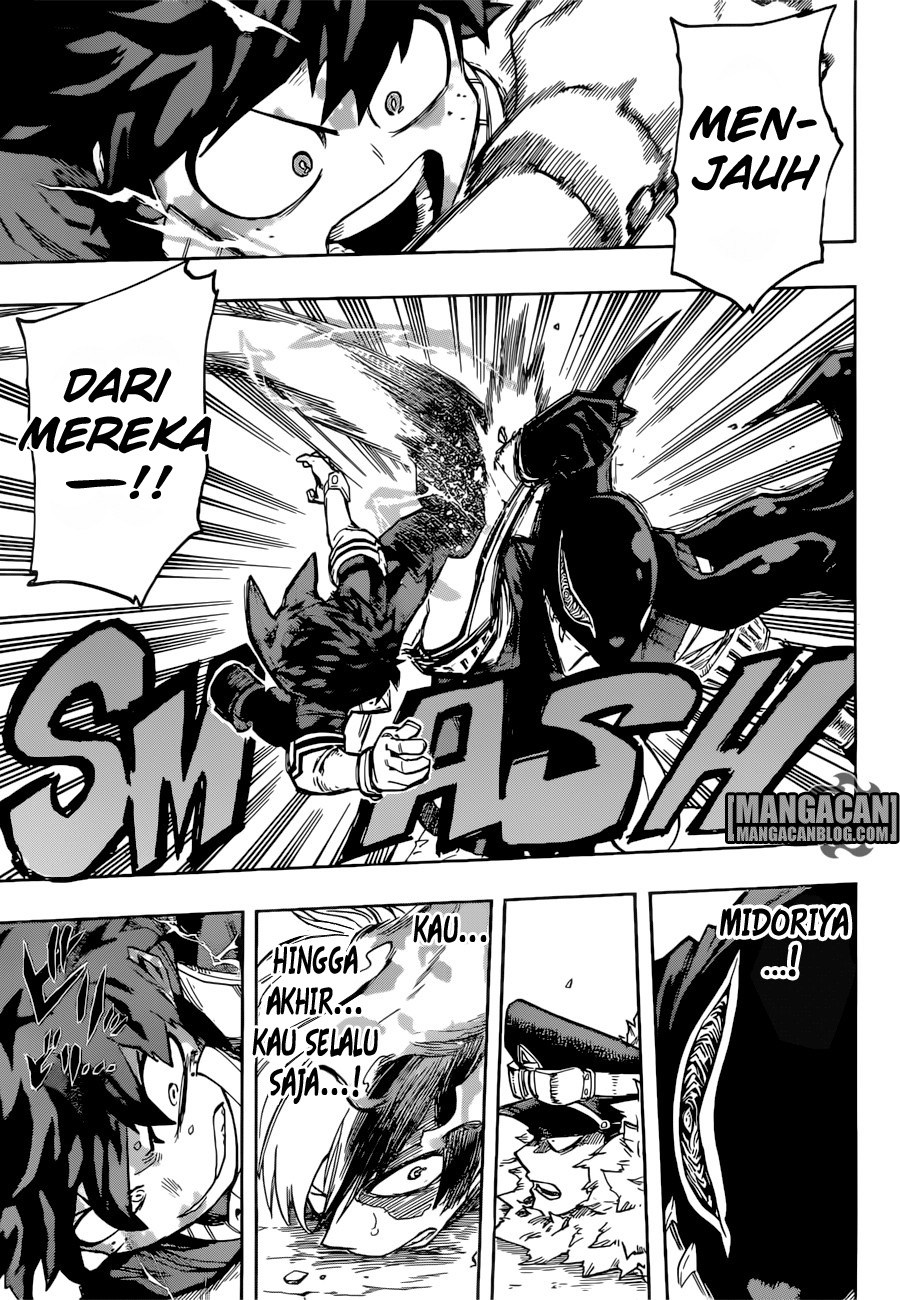 MEN-
JAUH
DARI
MEREKA
—!!
SMASH
[MANGACAN]
MANGACANBLOG.COM
MIDORIYA
...!
KAU...
HINGGA
AKHIR...
KAU SELALU
SAJA...!